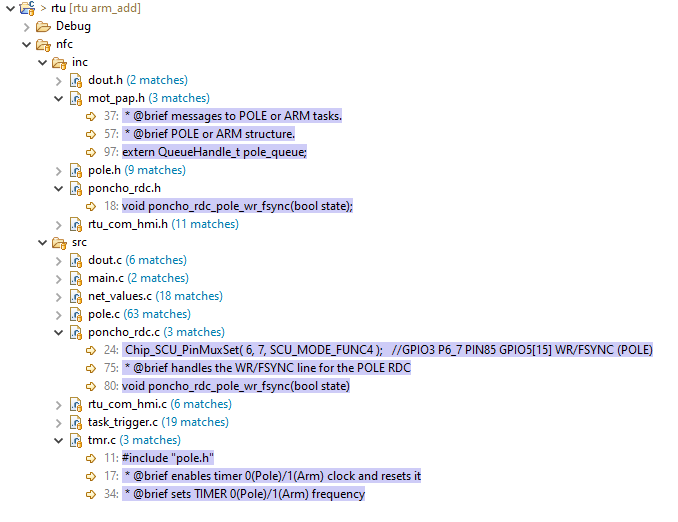 > rtu [rtu arm_add]
Debug
nfc
inc
dout.h (2 matches)
mot_pap.h (3 matches)
37: * @brief messages to POLE or ARM tasks.
57: * @brief POLE or ARM structure.
97: extern QueueHandle_t pole_queue;
pole.h (9 matches)
poncho_rdc.h
18: void poncho_rdc_pole_wr_fsync(bool state);
rtu_com_hmi.h (11 matches)
src
dout.c (6 matches)
main.c (2 matches)
net_values.c (18 matches)
pole.c (63 matches)
poncho_rdc.c (3 matches)
24: Chip_SCU_PinMuxSet( 6, 7, SCU_MODE_FUNC4 ); //GPIO3 P6_7 PIN85 GPIO5[15] WR/FSYNC (POLE)
75: * @brief handles the WR/FSYNC line for the POLE RDC
80: void poncho_rdc_pole_wr_fsync(bool state)
rtu_com_hmi.c (6 matches)
task_trigger.c (19 matches)
tmr.c (3 matches)
11: #include "pole.h"
17: * @brief enables timer 0(Pole)/1(Arm) clock and resets it
34: * @brief sets TIMER 0(Pole)/1(Arm) frequency